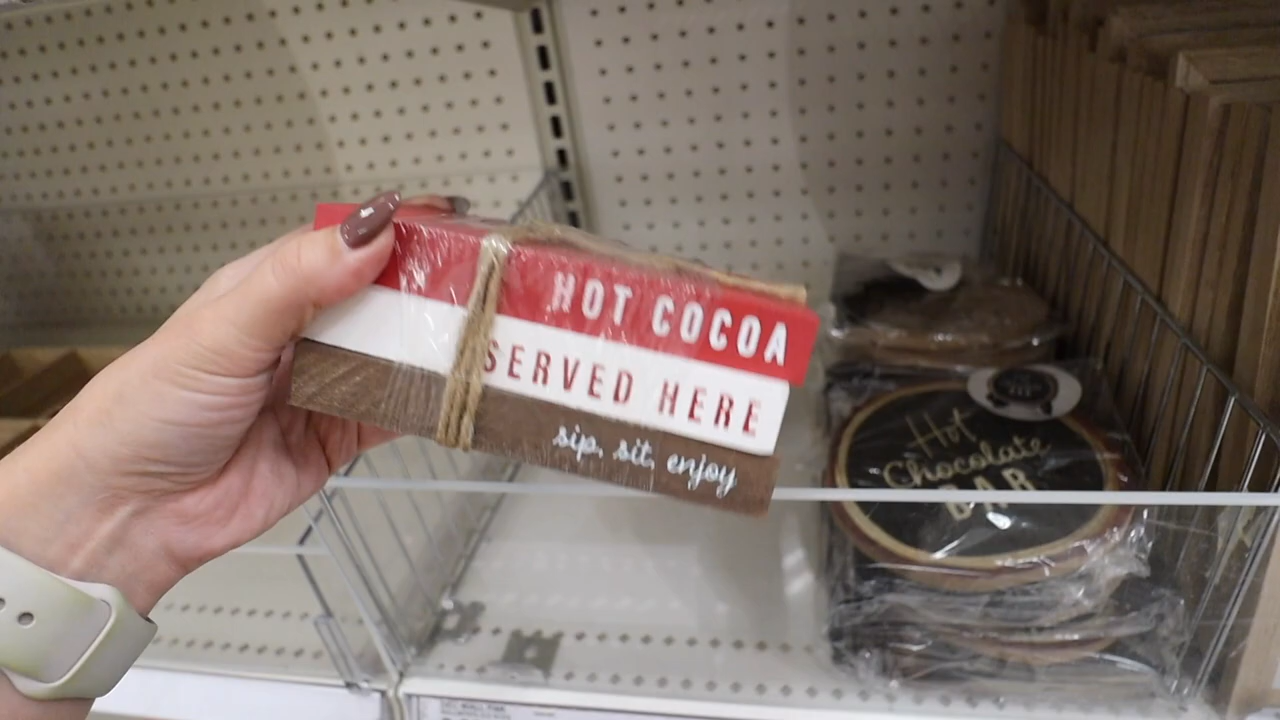 HOT COCOA
SERVED HERE
sip, sit, enjoy
Hot
Chocolate
BAR